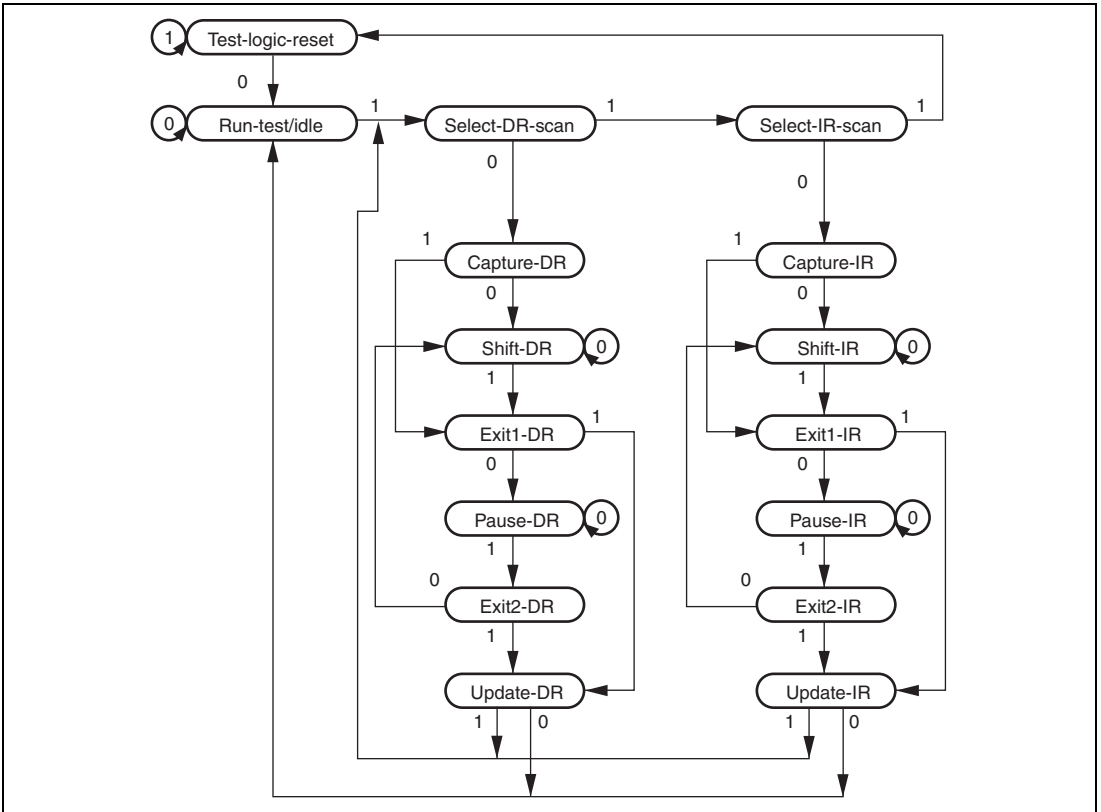 1 Test-logic-reset
0
0 Run-test/idle 1 Select-DR-scan 1 Select-IR-scan 1
0 0
1 1
Capture-DR Capture-IR
0 0
Shift-DR 0 Shift-IR 0
1 1
Exit1-DR 1 Exit1-IR 1
0 0
Pause-DR 0 Pause-IR 0
1 1
0 0
Exit2-DR Exit2-IR
1 1
Update-DR Update-IR
1 0 1 0